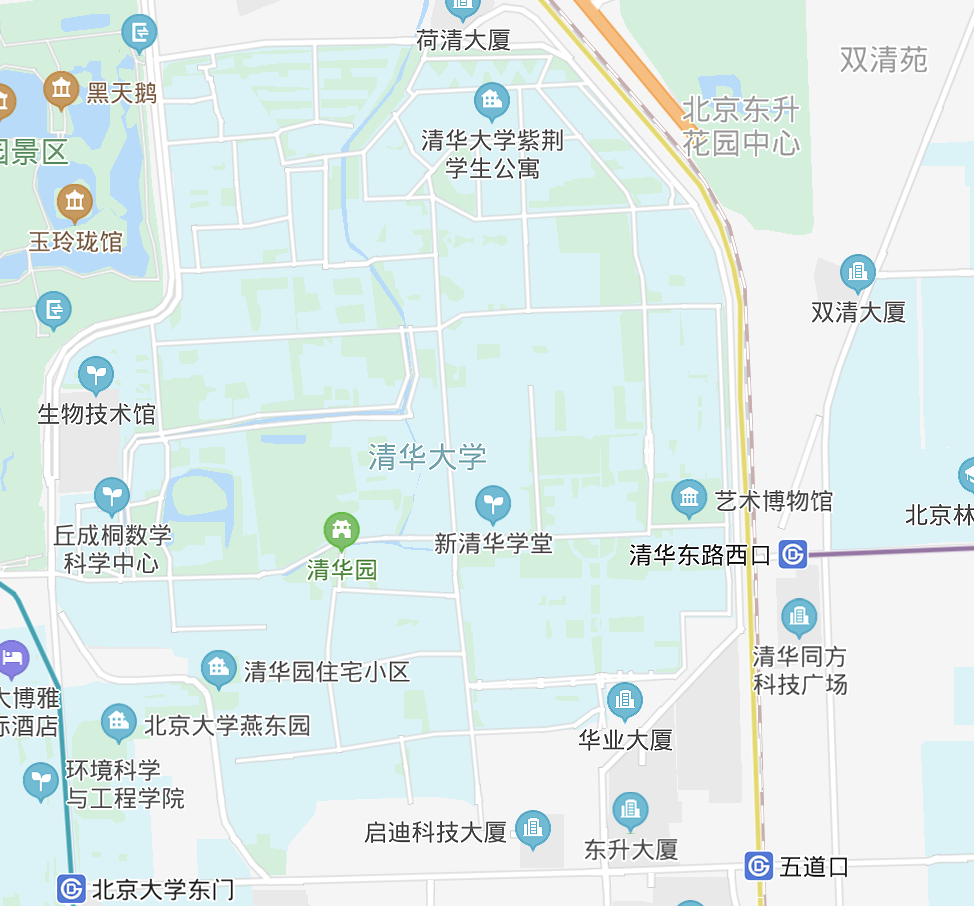 荷清大厦
双清苑
黑天鹅
北京东升
花园中心
清华大学紫荆
学生公寓
园景区
玉玲珑馆
双清大厦
生物技术馆
清华大学
艺术博物馆
北京林
丘成桐数学
科学中心
新清华学堂
清华东路西口
清华园
清华同方
科技广场
清华园住宅小区
大博雅
际酒店
北京大学燕东园
华业大厦
环境科学
与工程学院
启迪科技大厦
东升大厦
五道口
北京大学东门